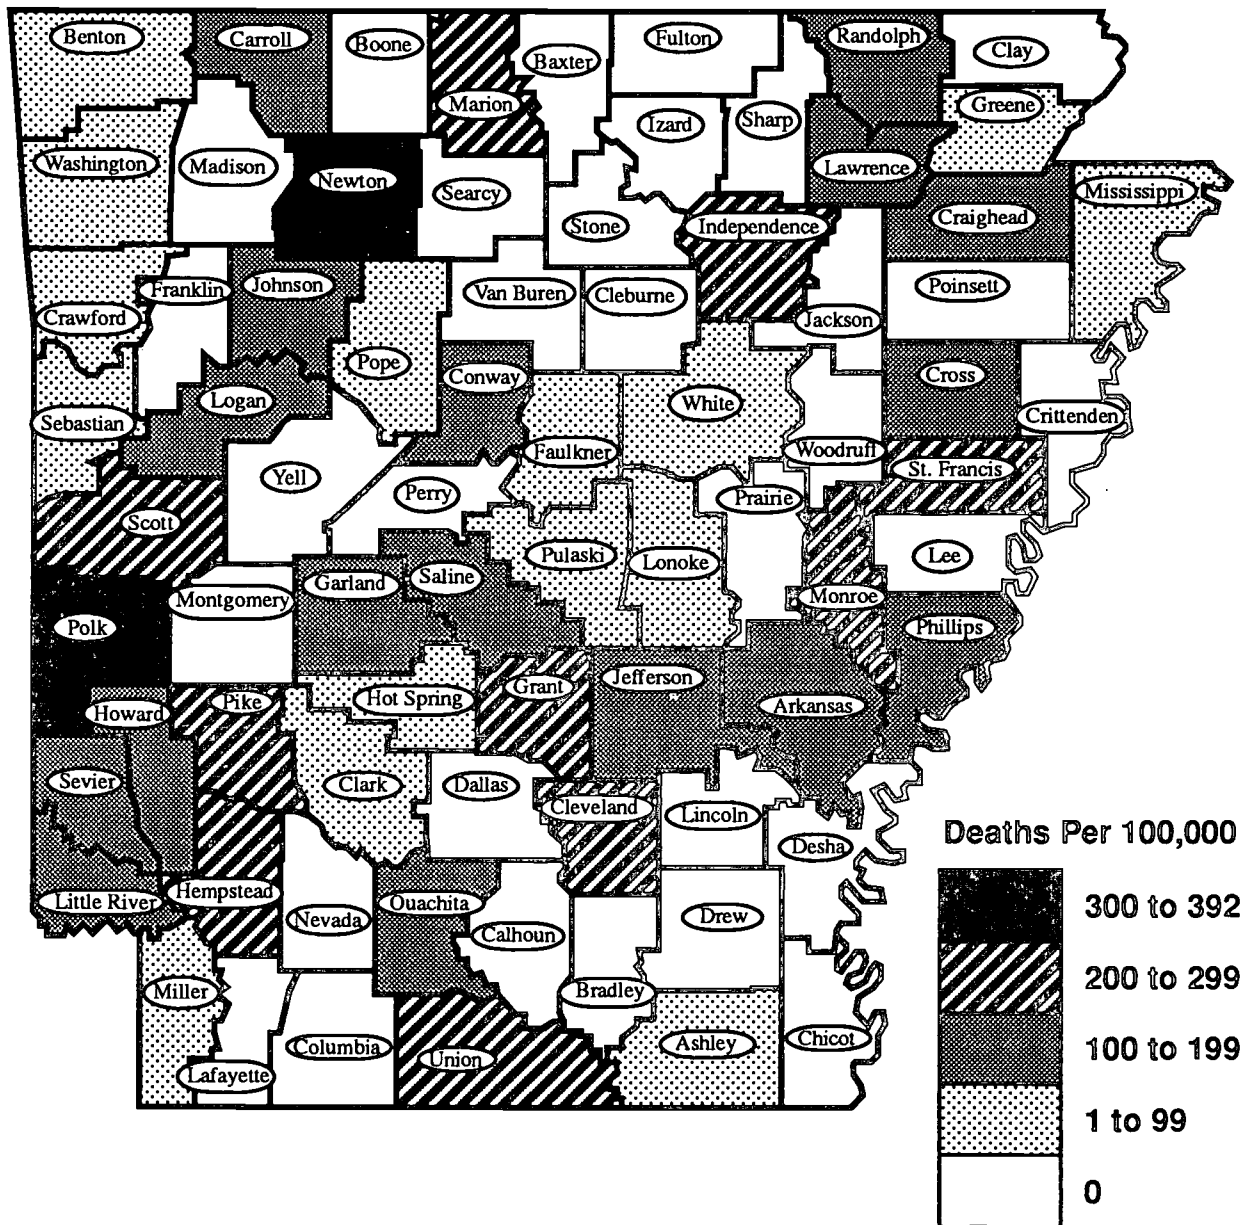 Benton
Carroll
Boone
Baxter
Fulton
Randolph
Clay
Marion
Greene
Izard
Sharp
Washington
Madison
Newton
Searcy
Lawrence
Mississippi
Stone
Independence
Craighead
Franklin
Johnson
Van Buren
Cleburne
Poinsett
Crawford
Jackson
Pope
Conway
Cross
Logan
White
Sebastian
Crittenden
Faulkner
Woodruff
Yell
Perry
Prairie
St. Francis
Scott
Pulaski
Lonoke
Lee
Garland
Saline
Montgomery
Monroe
Polk
Phillips
Howard
Pike
Hot Spring
Grant
Jefferson
Arkansas
Sevier
Clark
Dallas
Cleveland
Lincoln
Desha
Little River
Hempstead
Nevada
Ouachita
Calhoun
Drew
Miller
Bradley
Lafayette
Columbia
Union
Ashley
Chicot
Deaths Per 100,000
300 to 392
200 to 299
100 to 199
1 to 99
0